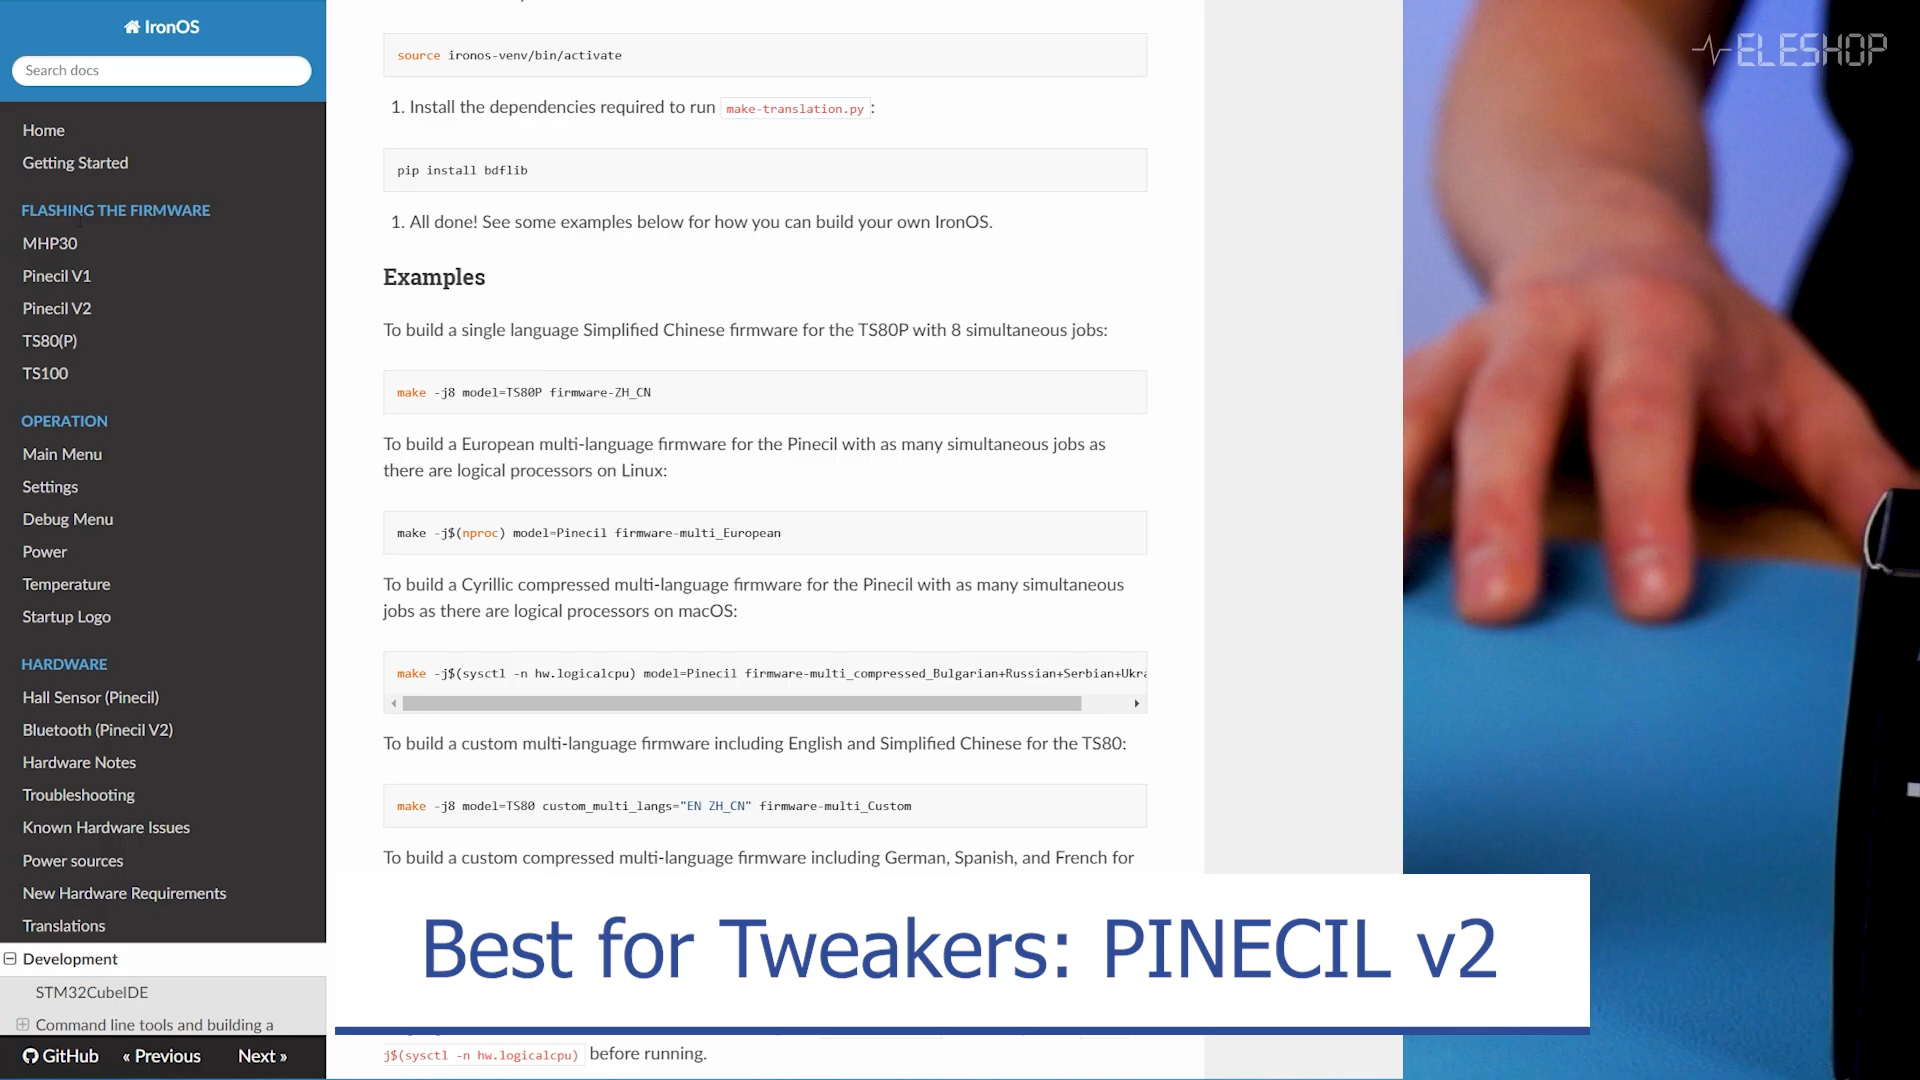 IronOS
Search docs
Home
Getting Started
FLASHING THE FIRMWARE
MHP30
Pinecil V1
Pinecil V2
TS80(P)
TS100
OPERATION
Main Menu
Settings
Debug Menu
Power
Temperature
Startup Logo
HARDWARE
Hall Sensor (Pinecil)
Bluetooth (Pinecil V2)
Hardware Notes
Troubleshooting
Known Hardware Issues
Power sources
New Hardware Requirements
Translations
Development
STM32CubeIDE
Command line tools and building a
GitHub
« Previous
Next »
source ironos-venv/bin/activate
1. Install the dependencies required to run make-translation.py:
pip install bdflib
1. All done! See some examples below for how you can build your own IronOS.
Examples
To build a single language Simplified Chinese firmware for the TS80P with 8 simultaneous jobs:
make -j8 model=TS80P firmware-ZH_CN
To build a European multi-language firmware for the Pinecil with as many simultaneous jobs as
there are logical processors on Linux:
make -j$(nproc) model=Pinecil firmware-multi_European
To build a Cyrillic compressed multi-language firmware for the Pinecil with as many simultaneous
jobs as there are logical processors on macOS:
make -j$(sysctl -n hw.logicalcpu) model=Pinecil firmware-multi_compressed_Bulgarian+Russian+Serbian+Ukra
To build a custom multi-language firmware including English and Simplified Chinese for the TS80:
make -j8 model=TS80 custom_multi_langs="EN ZH_CN" firmware-multi_Custom
To build a custom compressed multi-language firmware including German, Spanish, and French for
Best for Tweakers: PINECIL v2
j$(sysctl -n hw.logicalcpu) before running.
ELESHOP